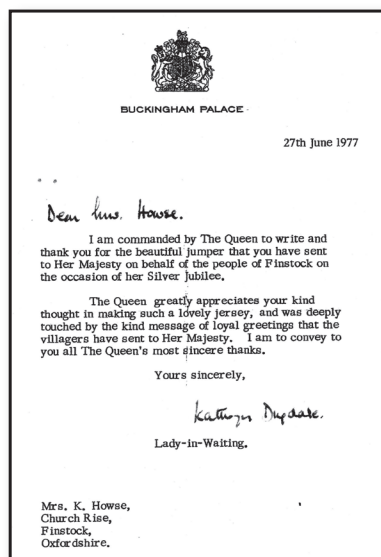 BUCKINGHAM PALACE
27th June 1977
Dear Mrs. Howse.
I am commanded by The Queen to write and
thank you for the beautiful jumper that you have sent
to Her Majesty on behalf of the people of Finstock on
the occasion of her Silver Jubilee.
The Queen greatly appreciates your kind
thought in making such a lovely jersey, and was deeply
touched by the kind message of loyal greetings that the
villagers have sent to Her Majesty. I am to convey to
you all The Queen's most sincere thanks.
Yours sincerely,
Kathryn Dugdale.
Lady-in-Waiting.
Mrs. K. Howse,
Church Rise,
Finstock,
Oxfordshire.